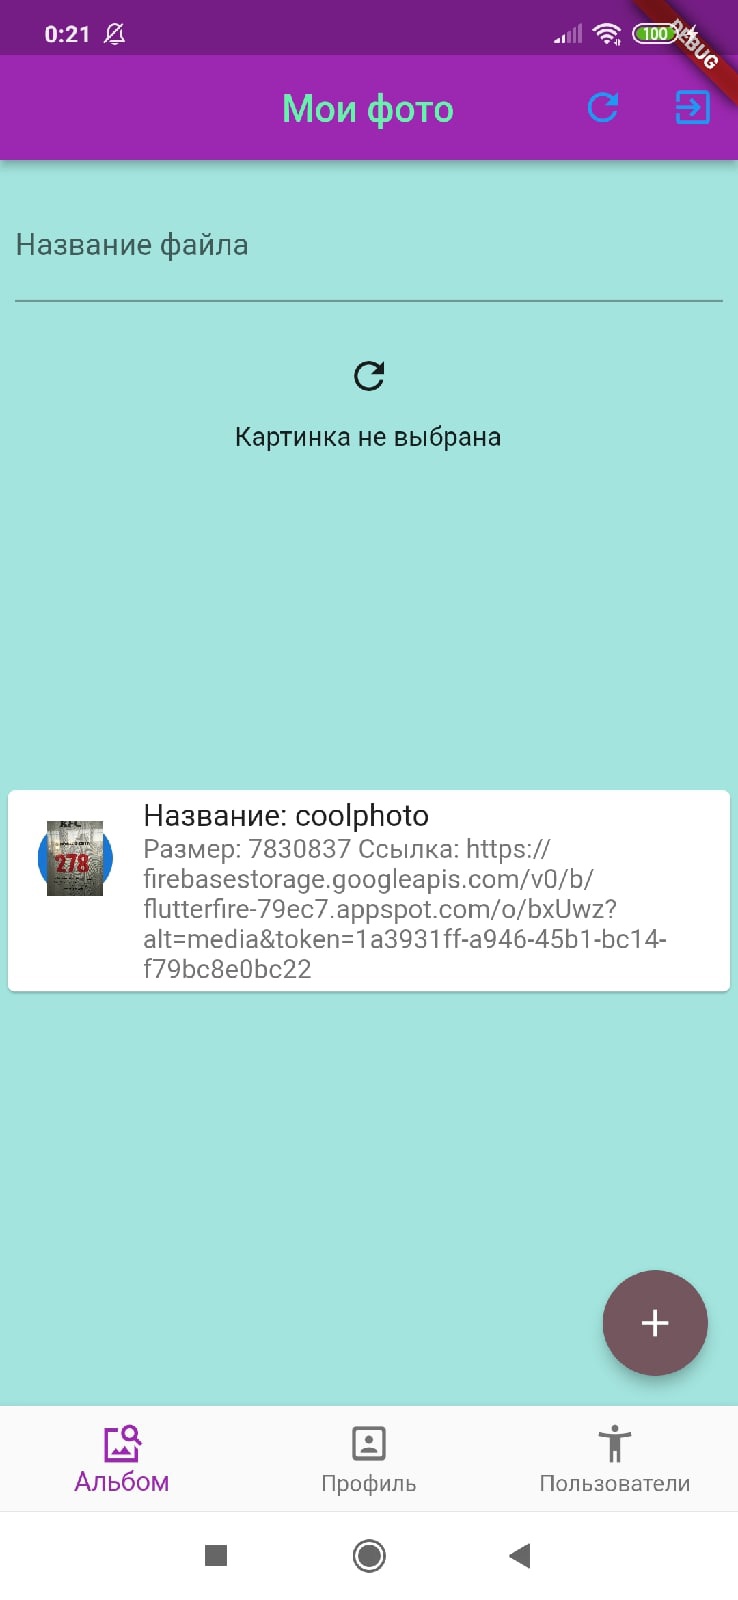 0:21
100
DEBUG
Мои фото
Название файла
Картинка не выбрана
Название: coolphoto
Размер: 7830837 Ссылка: https://
firebasestorage.googleapis.com/v0/b/
flutterfire-79ec7.appspot.com/o/bxUwz?
alt=media&token=1a3931ff-a946-45b1-bc14-
f79bc8e0bc22
278
Альбом
Профиль
Пользователи